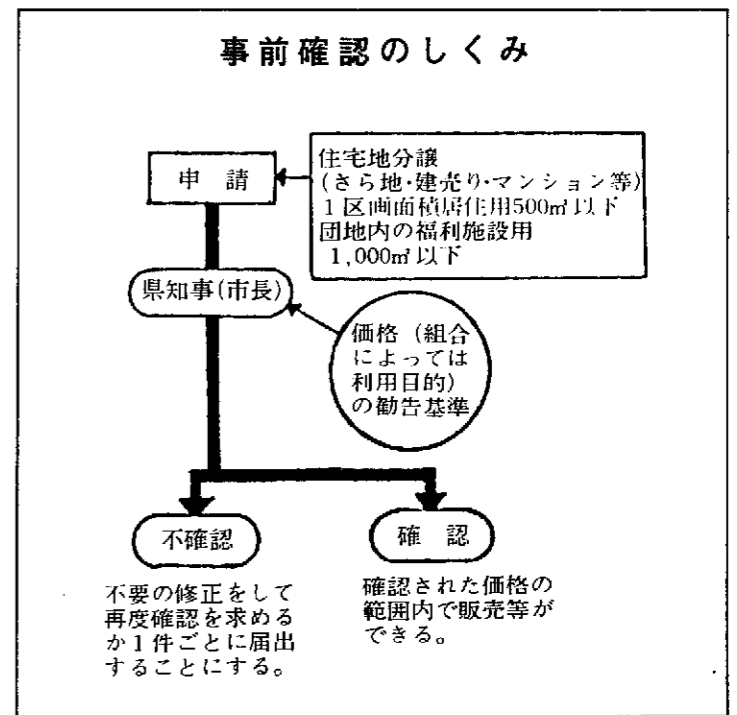 事前確認のしくみ
申請
住宅地分譲
(さら地・建売り・マンション等)
1区画面積居住用500㎡以下
団地内の福利施設用
1,000㎡以下
県知事(市長)
価格(組合
によっては
利用目的)
の勧告基準
不確認
確認
不要の修正をして
再度確認を求める
か1件ごとに届出
することにする。
確認された価格の
範囲内で販売等が
できる。